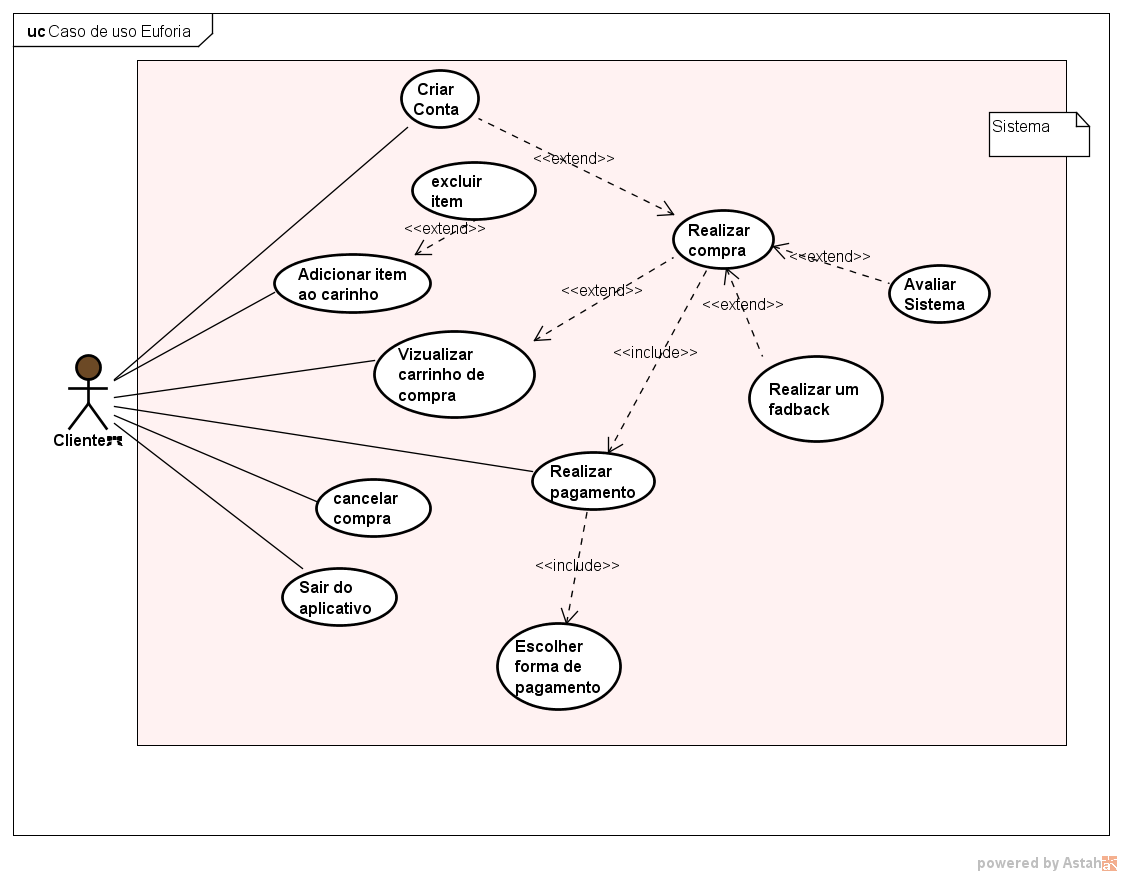 uc Caso de uso Euforia
Criar
Conta
Sistema
<<extend>>
excluir
item
<<extend>>
Realizar
compra
<<extend>>
Adicionar item
ao carinho
Avaliar
Sistema
<<extend>>
<<extend>>
<<include>>
Vizualizar
carrinho de
compra
Realizar um
fadback
Cliente
Realizar
pagamento
cancelar
compra
<<include>>
Sair do
aplicativo
Escolher
forma de
pagamento
powered by Astah